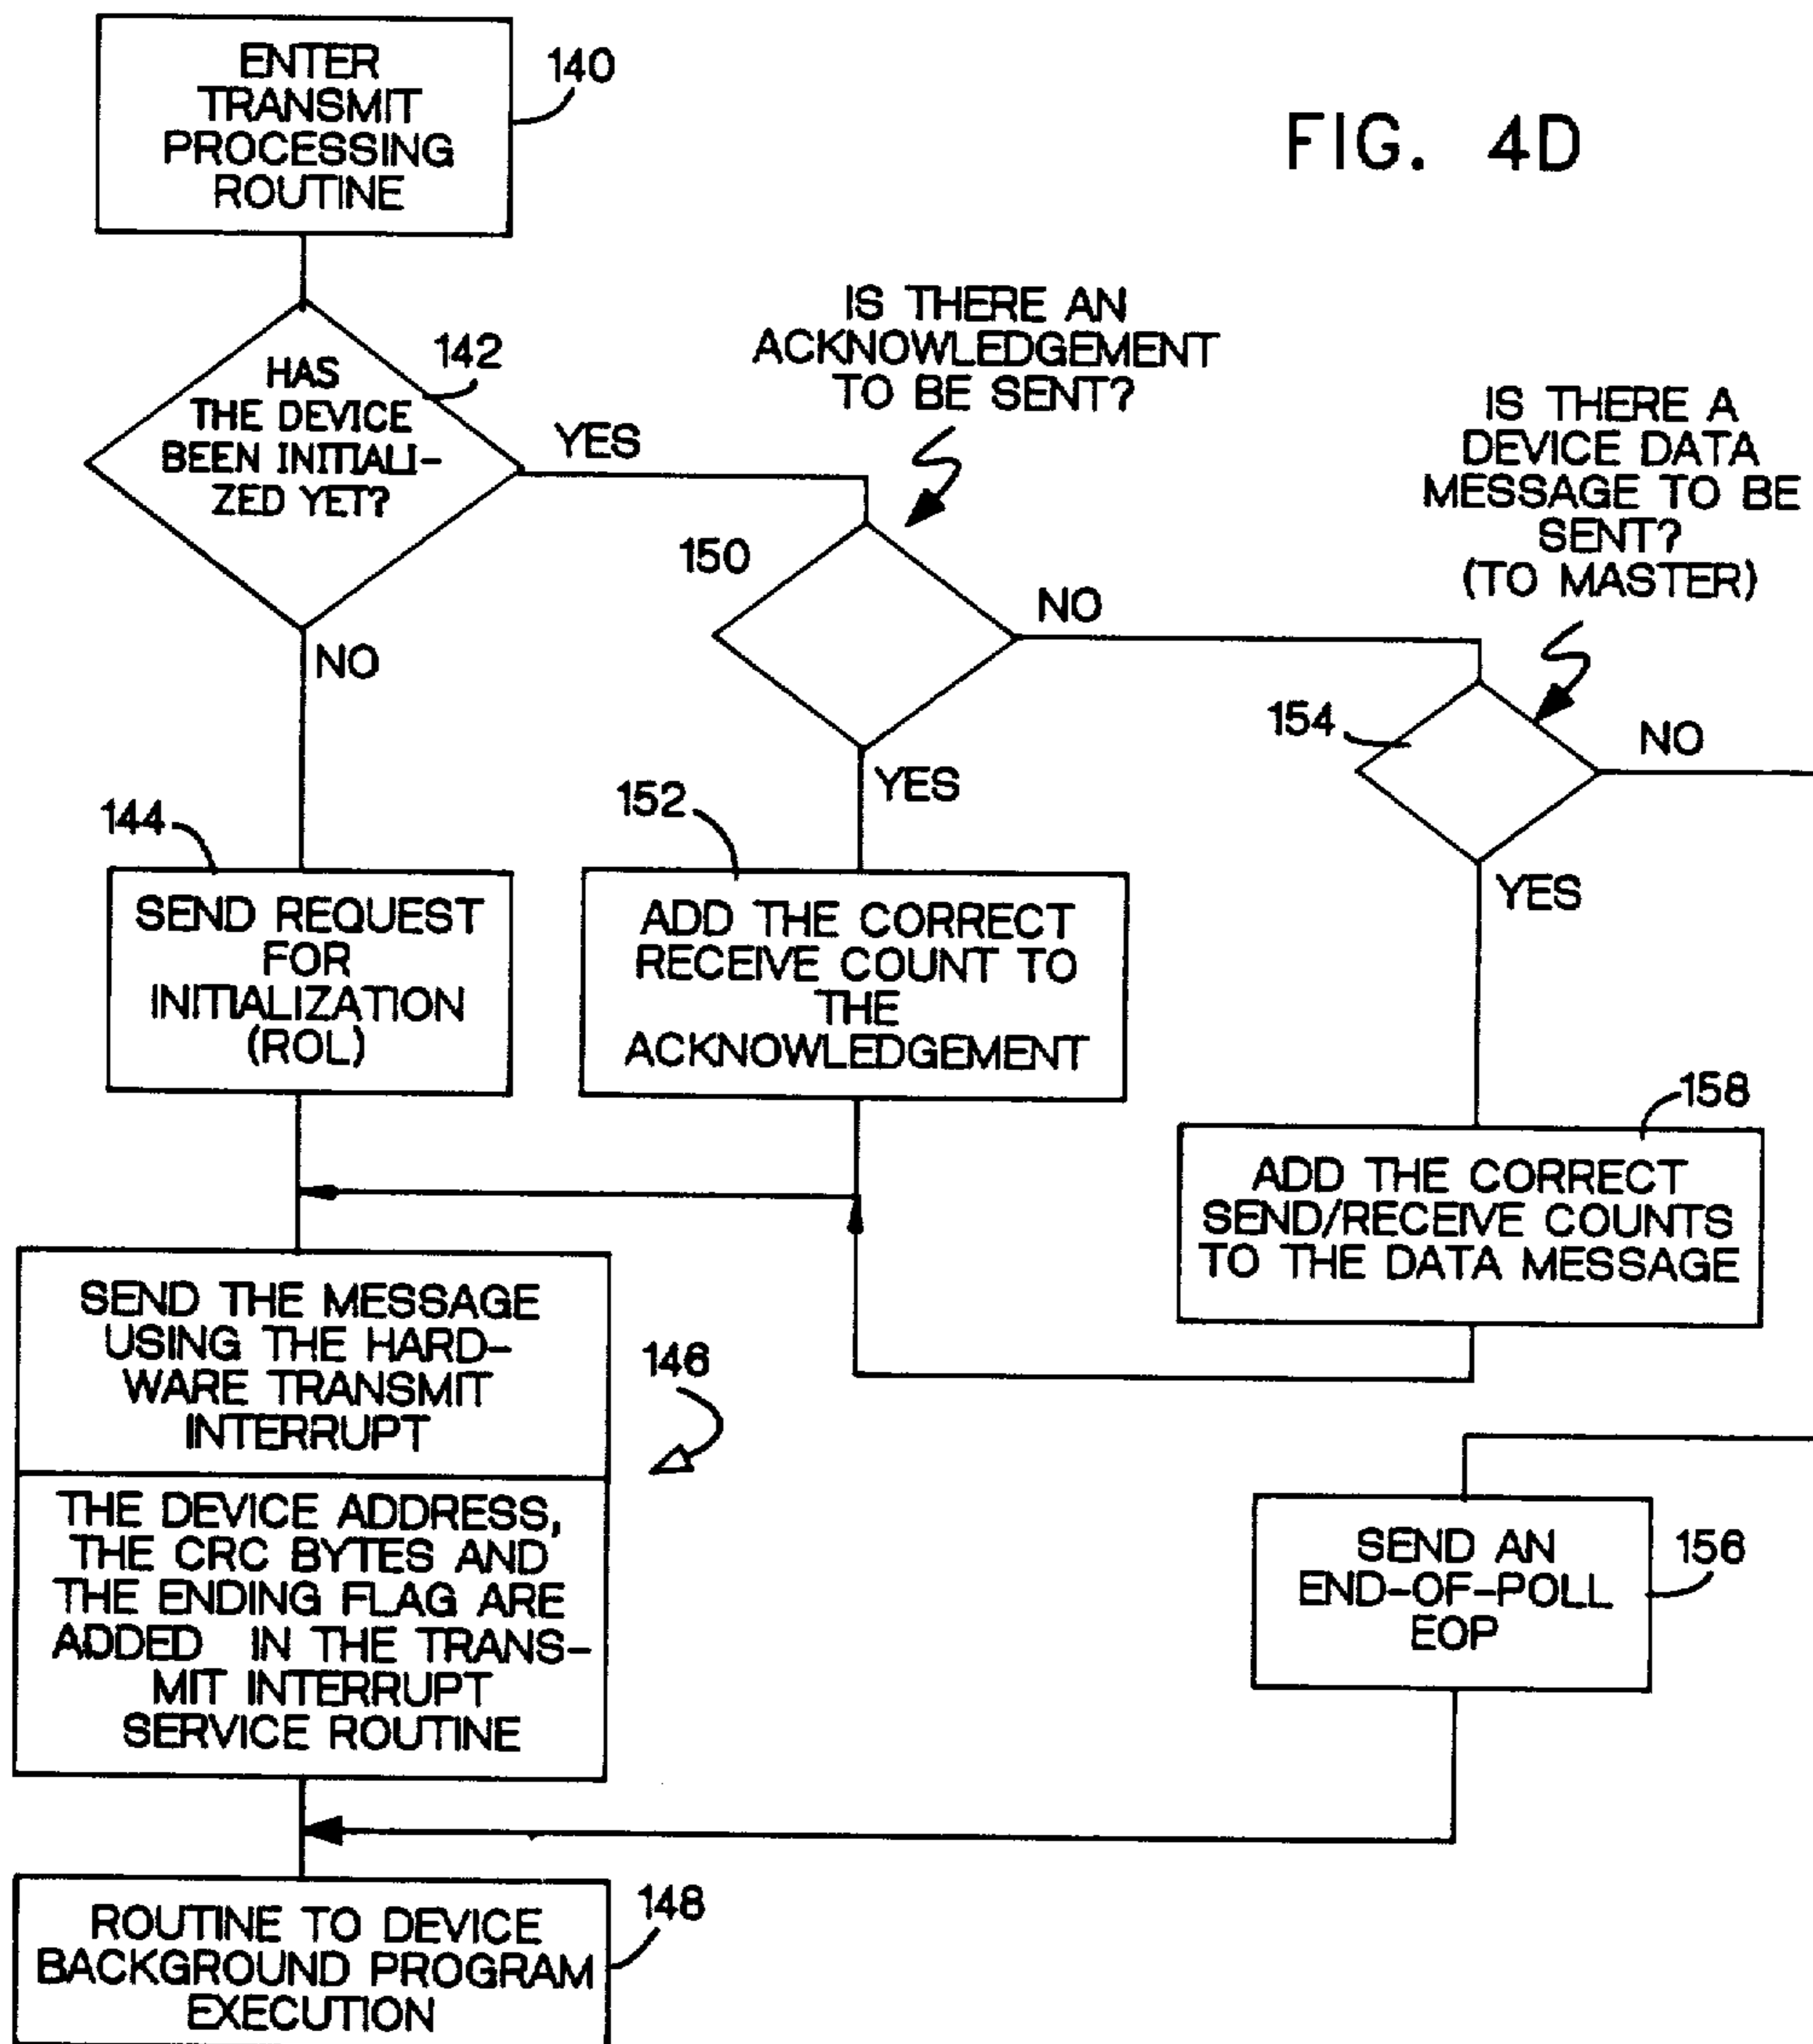 ENTER
TRANSMIT
PROCESSING
ROUTINE
140
FIG. 4D
HAS
THE DEVICE
BEEN INITIALI-
ZED YET?
142
YES
NO
IS THERE AN
ACKNOWLEDGEMENT
TO BE SENT?
150
NO
YES
IS THERE A
DEVICE DATA
MESSAGE TO BE
SENT?
(TO MASTER)
154
NO
YES
144
SEND REQUEST
FOR
INITIALIZATION
(ROL)
152
ADD THE CORRECT
RECEIVE COUNT TO
THE
ACKNOWLEDGEMENT
158
ADD THE CORRECT
SEND/RECEIVE COUNTS
TO THE DATA MESSAGE
SEND THE MESSAGE
USING THE HARD-
WARE TRANSMIT
INTERRUPT
146
THE DEVICE ADDRESS,
THE CRC BYTES AND
THE ENDING FLAG ARE
ADDED IN THE TRANS-
MIT INTERRUPT
SERVICE ROUTINE
SEND AN
END-OF-POLL
EOP
156
ROUTINE TO DEVICE
BACKGROUND PROGRAM
EXECUTION
148